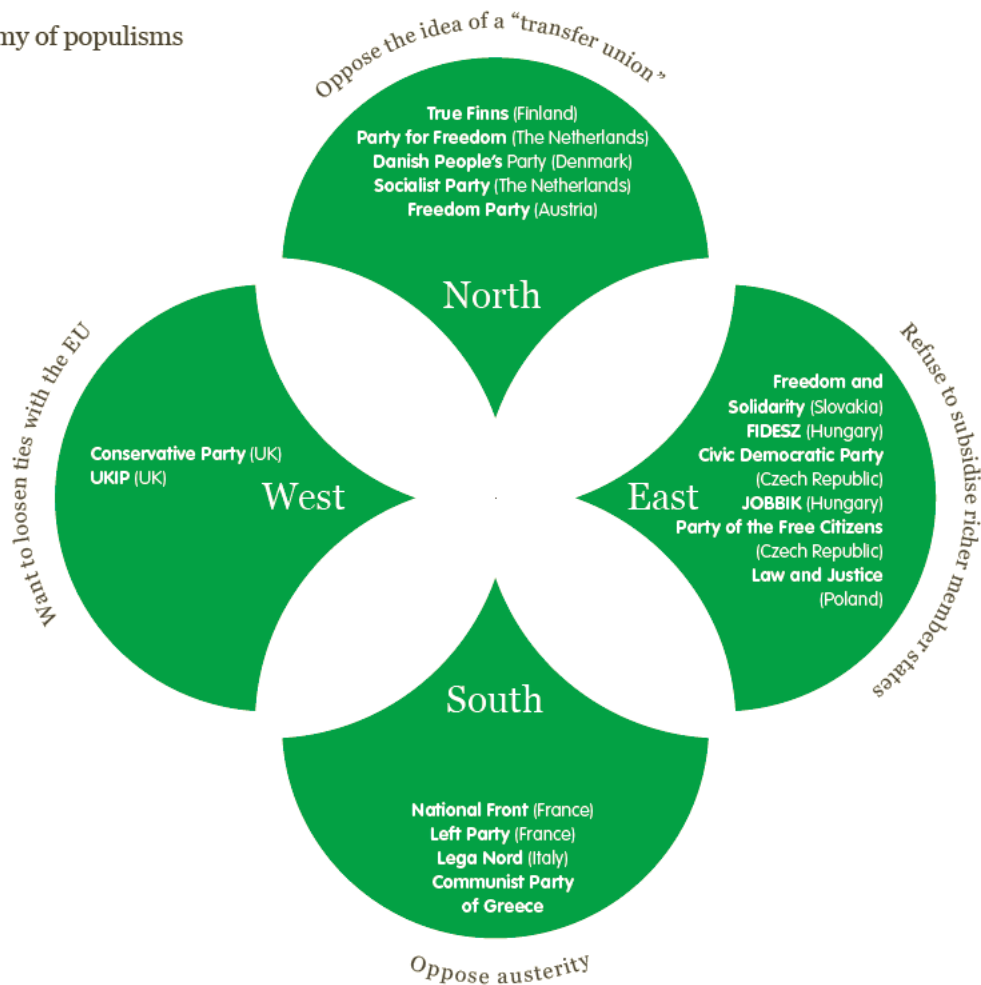 my of populisms
Oppose the idea of a “transfer union”
True Finns (Finland)
Party for Freedom (The Netherlands)
Danish People’s Party (Denmark)
Socialist Party (The Netherlands)
Freedom Party (Austria)
North
Want to loosen ties with the EU
Conservative Party (UK)
UKIP (UK)
West
East
Freedom and
Solidarity (Slovakia)
FIDESZ (Hungary)
Civic Democratic Party
(Czech Republic)
JOBBIK (Hungary)
Party of the Free Citizens
(Czech Republic)
Law and Justice
(Poland)
Refuse to subsidise richer member states
South
National Front (France)
Left Party (France)
Lega Nord (Italy)
Communist Party
of Greece
Oppose austerity